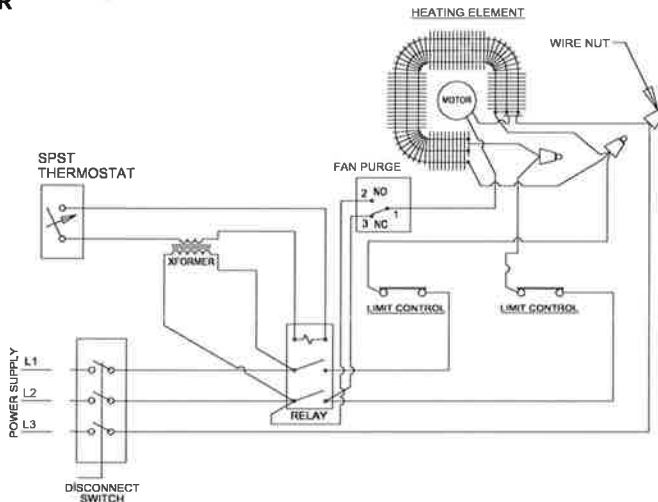 R
HEATING ELEMENT
WIRE NUT
MOTOR
SPST
THERMOSTAT
FAN PURGE
2 NO
1
3 NC
XFORMER
LIMIT CONTROL
LIMIT CONTROL
RELAY
POWER SUPPLY
L1
L2
L3
DISCONNECT
SWITCH